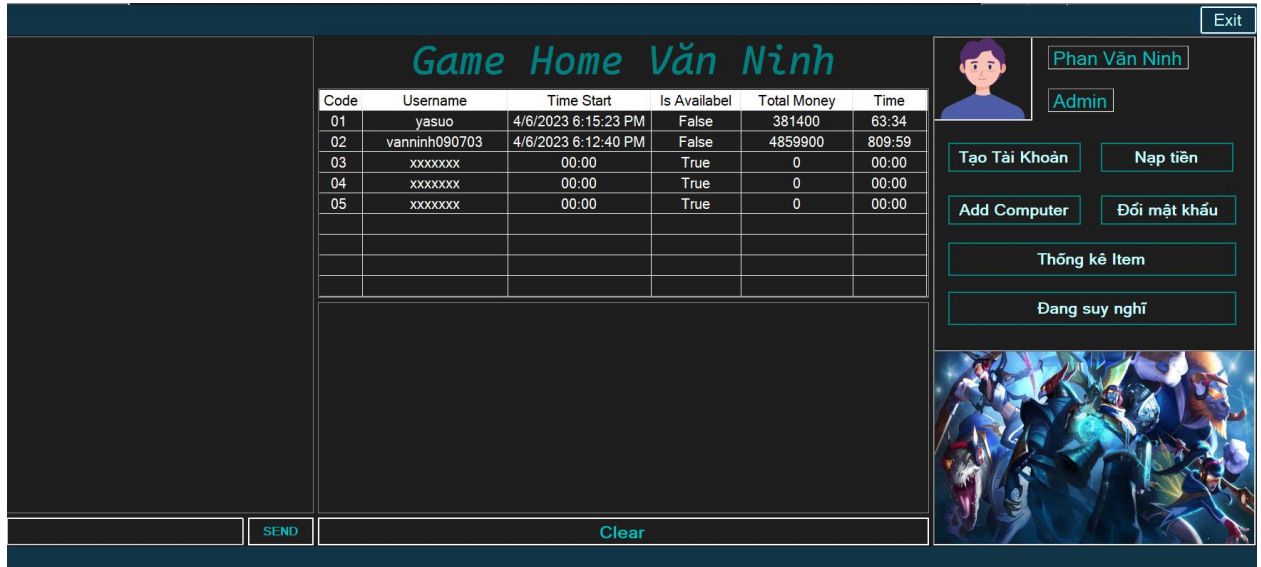 Exit
Game Home Văn Ninh
Phan Văn Ninh
Admin
Code Username Time Start Is Availabel Total Money Time
01 yasuo 4/6/2023 6:15:23 PM False 381400 63:34
02 vanninh090703 4/6/2023 6:12:40 PM False 4859900 809:59
03 xxxxxxx 00:00 True 0 00:00
04 xxxxxxx 00:00 True 0 00:00
05 xxxxxxx 00:00 True 0 00:00
Tạo Tài Khoản Nạp tiền
Add Computer Đổi mật khẩu
Thống kê Item
Đang suy nghĩ
SEND
Clear